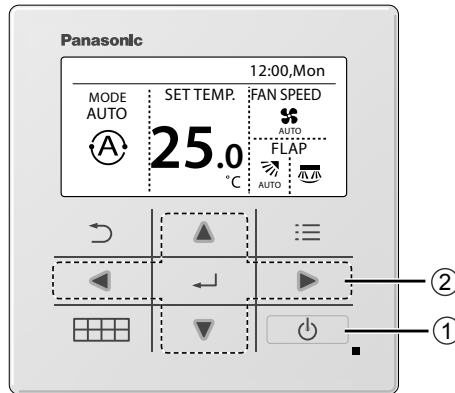 Panasonic
12:00,Mon
MODE
AUTO
A
SET TEMP.
25.0
°C
FAN SPEED
AUTO
FLAP
AUTO
2
1